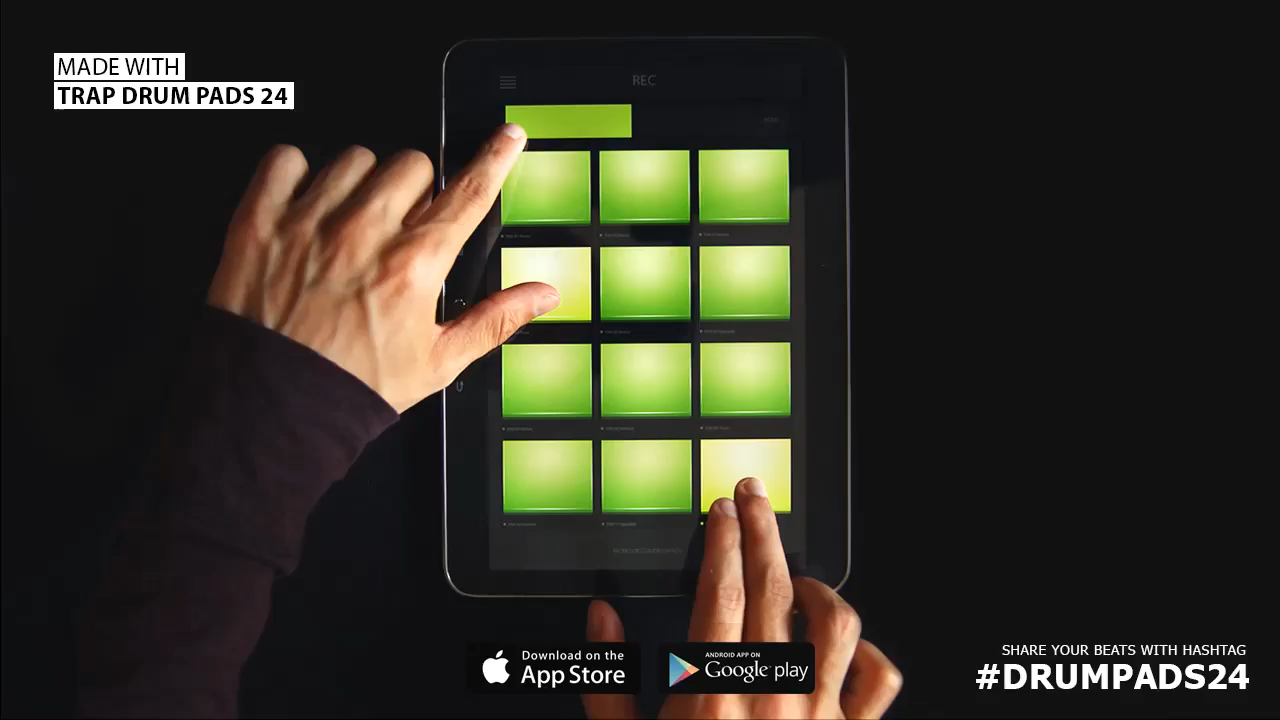 MADE WITH
TRAP DRUM PADS 24
REC
Download on the
App Store
ANDROID APP ON
Google play
SHARE YOUR BEATS WITH HASHTAG
#DRUMPADS24